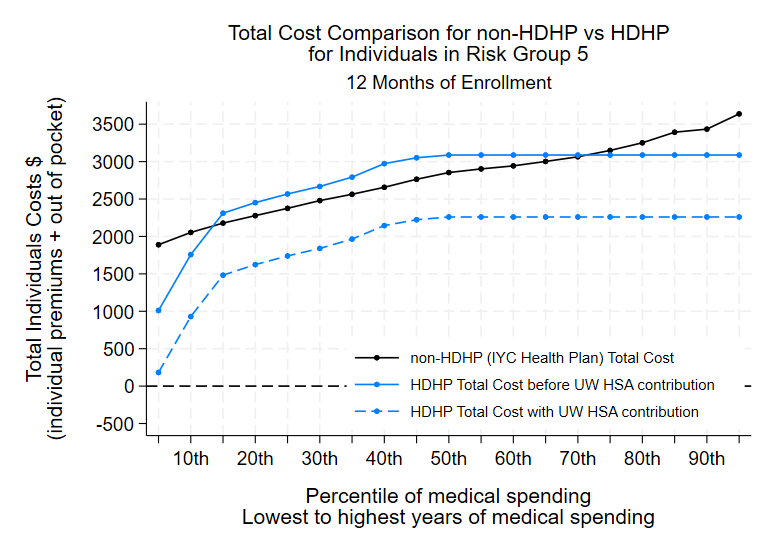 Total Cost Comparison for non-HDHP vs HDHP
for Individuals in Risk Group 5
12 Months of Enrollment
Total Individuals Costs $
(individual premiums + out of pocket)
3500
3000
2500
2000
1500
1000
500
0
-500
non-HDHP (IYC Health Plan) Total Cost
HDHP Total Cost before UW HSA contribution
HDHP Total Cost with UW HSA contribution
10th 20th 30th 40th 50th 60th 70th 80th 90th
Percentile of medical spending
Lowest to highest years of medical spending